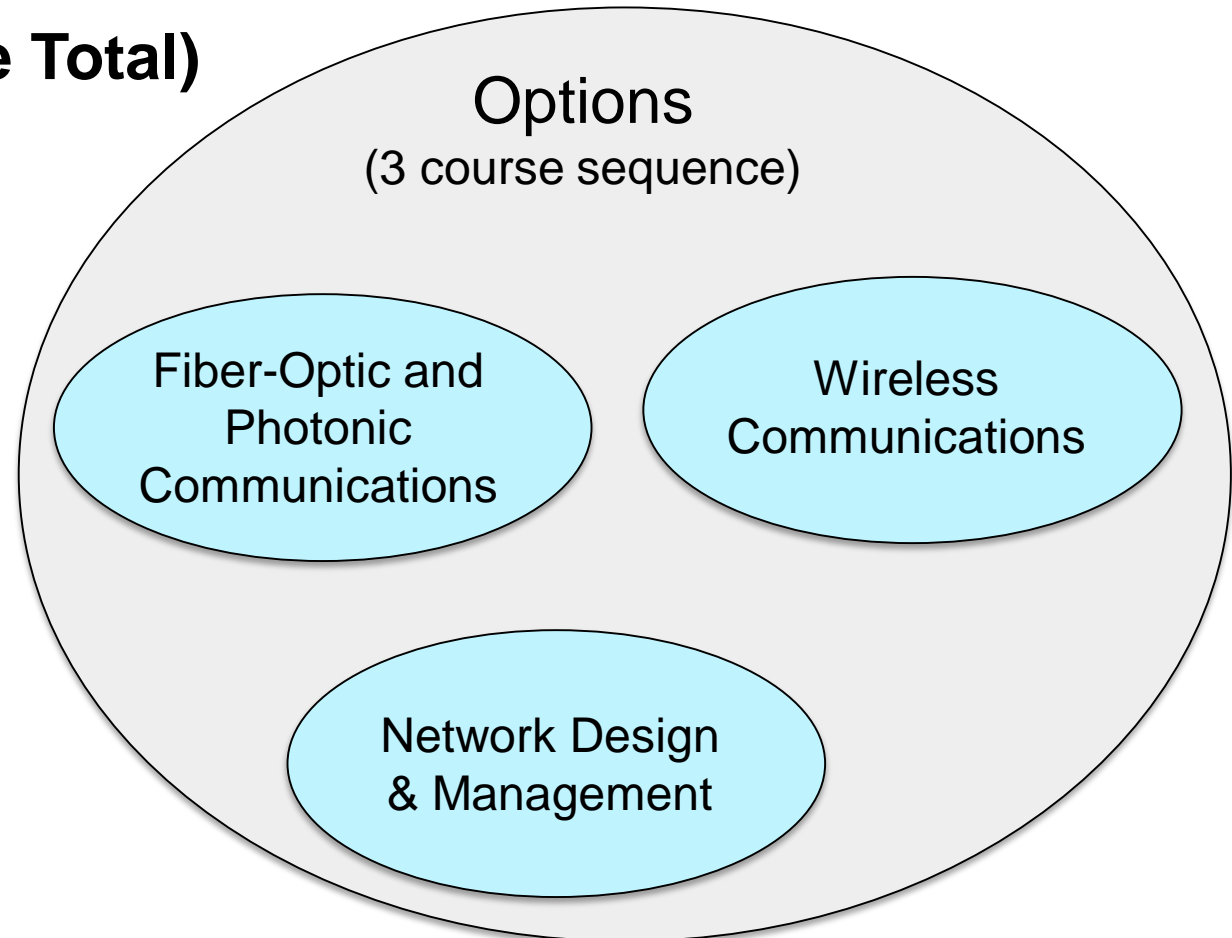 e Total)
Options
(3 course sequence)
Fiber-Optic and
Photonic
Communications
Wireless
Communications
Network Design
& Management